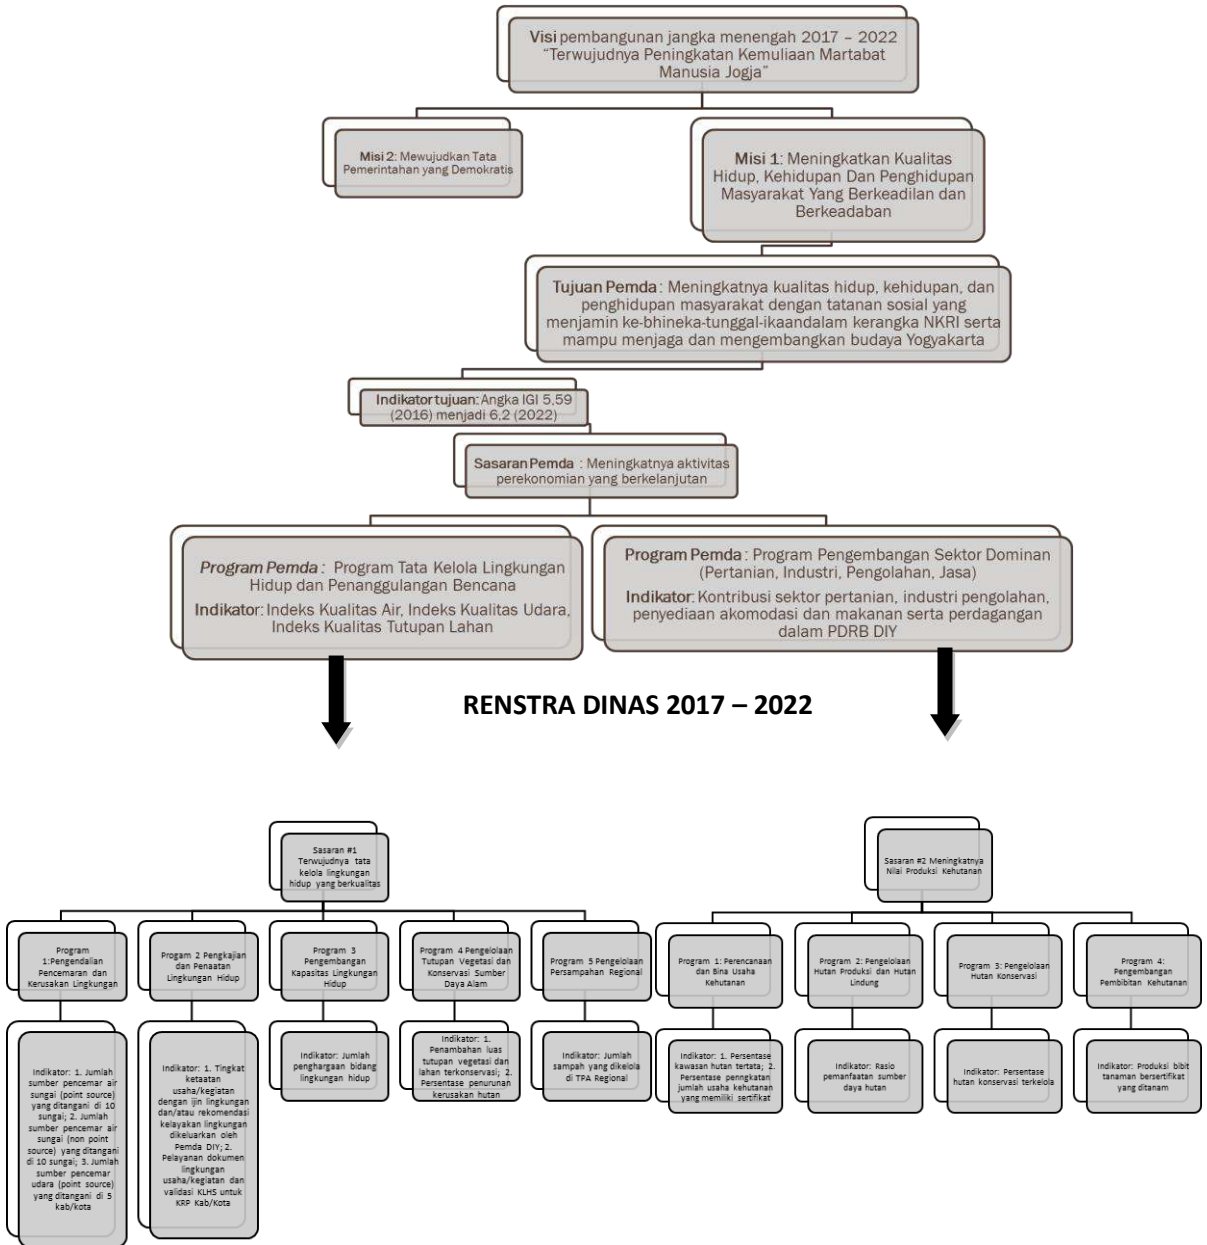 Visi pembangunan jangka menengah 2017 – 2022
“Terwujudnya Peningkatan Kemuliaan Martabat
Manusia Jogja”
Misi 2: Mewujudkan Tata
Pemerintahan yang Demokratis
Misi 1: Meningkatkan Kualitas
Hidup, Kehidupan Dan Penghidupan
Masyarakat Yang Berkeadilan dan
Berkeadaban
Tujuan Pemda : Meningkatnya kualitas hidup, kehidupan, dan
penghidupan masyarakat dengan tatanan sosial yang
menjamin ke-bhineka-tunggal-ikaandalam kerangka NKRI serta
mampu menjaga dan mengembangkan budaya Yogyakarta
Indikator tujuan: Angka IGI 5,59
(2016) menjadi 6,2 (2022)
Sasaran Pemda : Meningkatnya aktivitas
perekonomian yang berkelanjutan
Program Pemda : Program Tata Kelola Lingkungan
Hidup dan Penanggulangan Bencana
Indikator: Indeks Kualitas Air, Indeks Kualitas Udara,
Indeks Kualitas Tutupan Lahan
Program Pemda : Program Pengembangan Sektor Dominan
(Pertanian, Industri, Pengolahan, Jasa)
Indikator: Kontribusi sektor pertanian, industri pengolahan,
penyediaan akomodasi dan makanan serta perdagangan
dalam PDRB DIY
RENSTRA DINAS 2017 – 2022
Sasaran #1
Terwujudnya tata
kelola lingkungan
hidup yang berkualitas
Sasaran #2 Meningkatnya
Nilai Produksi Kehutanan
Program
1:Pengendalian
Pencemaran dan
Kerusakan Lingkungan
Progam 2 Pengkajian
dan Penaatan
Lingkungan Hidup
Program 3
Pengembangan
Kapasitas Lingkungan
Hidup
Program 4 Pengelolaan
Tutupan Vegetasi dan
Konservasi Sumber
Daya Alam
Program 5 Pengelolaan
Persampahan Regional
Program 1: Perencanaan
dan Bina Usaha
Kehutanan
Program 2: Pengelolaan
Hutan Produksi dan Hutan
Lindung
Program 3: Pengelolaan
Hutan Konservasi
Program 4:
Pengembangan
Pembibitan Kehutanan
Indikator: 1. Jumlah
sumber pencemar air
sungai (point source)
yang ditangani di 10
sungai; 2. Jumlah
sumber pencemar air
sungai (non point
source) yang ditangani
di 10 sungai; 3. Jumlah
sumber pencemar
udara (point source)
yang ditangani di 5
kab/kota
Indikator: 1. Tingkat
ketaatan
usaha/kegiatan
dengan ijin lingkungan
dan/atau rekomendasi
kelayakan lingkungan
dikeluarkan oleh
Pemda DIY; 2.
Pelayanan dokumen
lingkungan
usaha/kegiatan dan
validasi KLHS untuk
KRP Kab/Kota
Indikator: Jumlah
penghargaan bidang
lingkungan hidup
Indikator: 1.
Penambahan luas
tutupan vegetasi dan
lahan terkonservasi; 2.
Persentase penurunan
kerusakan hutan
Indikator: Jumlah
sampah yang dikelola
di TPA Regional
Indikator: 1. Persentase
kawasan hutan tertata; 2.
Persentase penngkatan
jumlah usaha kehutanan
yang memiliki sertifikat
Indikator: Rasio
pemanfaatan sumber
daya hutan
Indikator: Persentase
hutan konservasi terkelola
Indikator: Produksi bibit
tanaman bersertifikat
yang ditanam